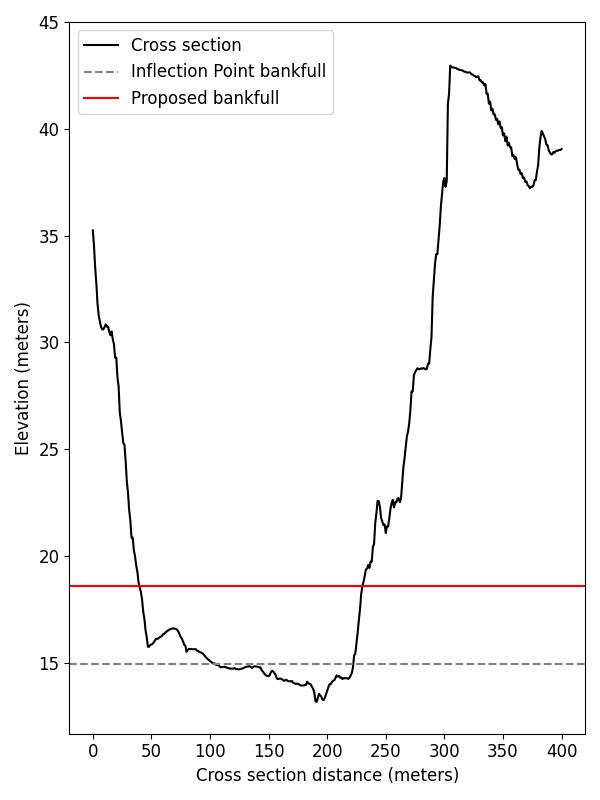 Cross section
Inflection Point bankfull
Proposed bankfull
45
40
35
30
25
20
15
Elevation (meters)
0 50 100 150 200 250 300 350 400
Cross section distance (meters)